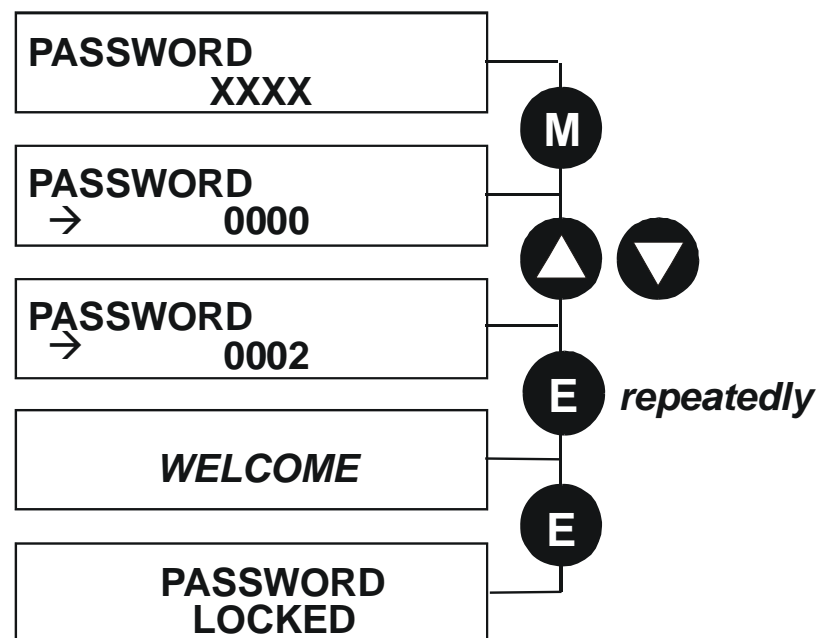 PASSWORD
XXXX
M
PASSWORD
→ 0000
PASSWORD
→ 0002
E repeatedly
WELCOME
E
PASSWORD
LOCKED